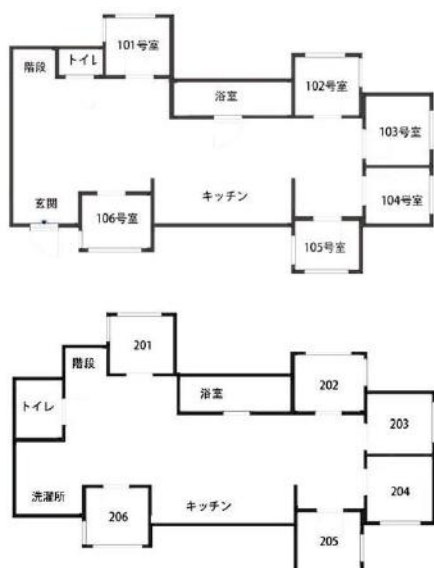 101号室
階段
トイレ
102号室
浴室
103号室
104号室
玄関
106号室
キッチン
105号室
201
階段
202
トイレ
浴室
203
204
洗濯所
206
キッチン
205